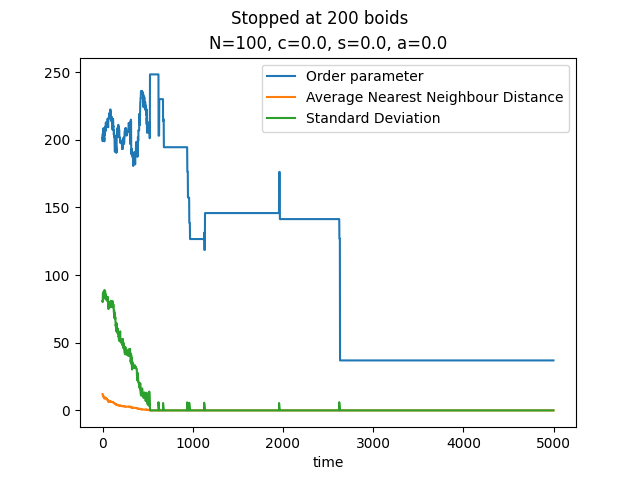 Stopped at 200 boids
N=100, c=0.0, s=0.0, a=0.0
Order parameter
Average Nearest Neighbour Distance
Standard Deviation
250
200
150
100
50
0
0 1000 2000 3000 4000 5000
time